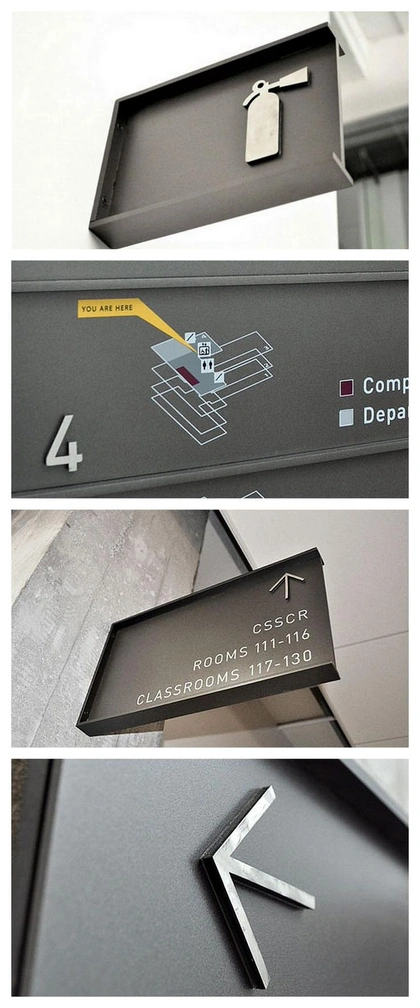 YOU ARE HERE
4
Comp
Depa
CSSCR
ROOMS 111-116
CLASSROOMS 117-130